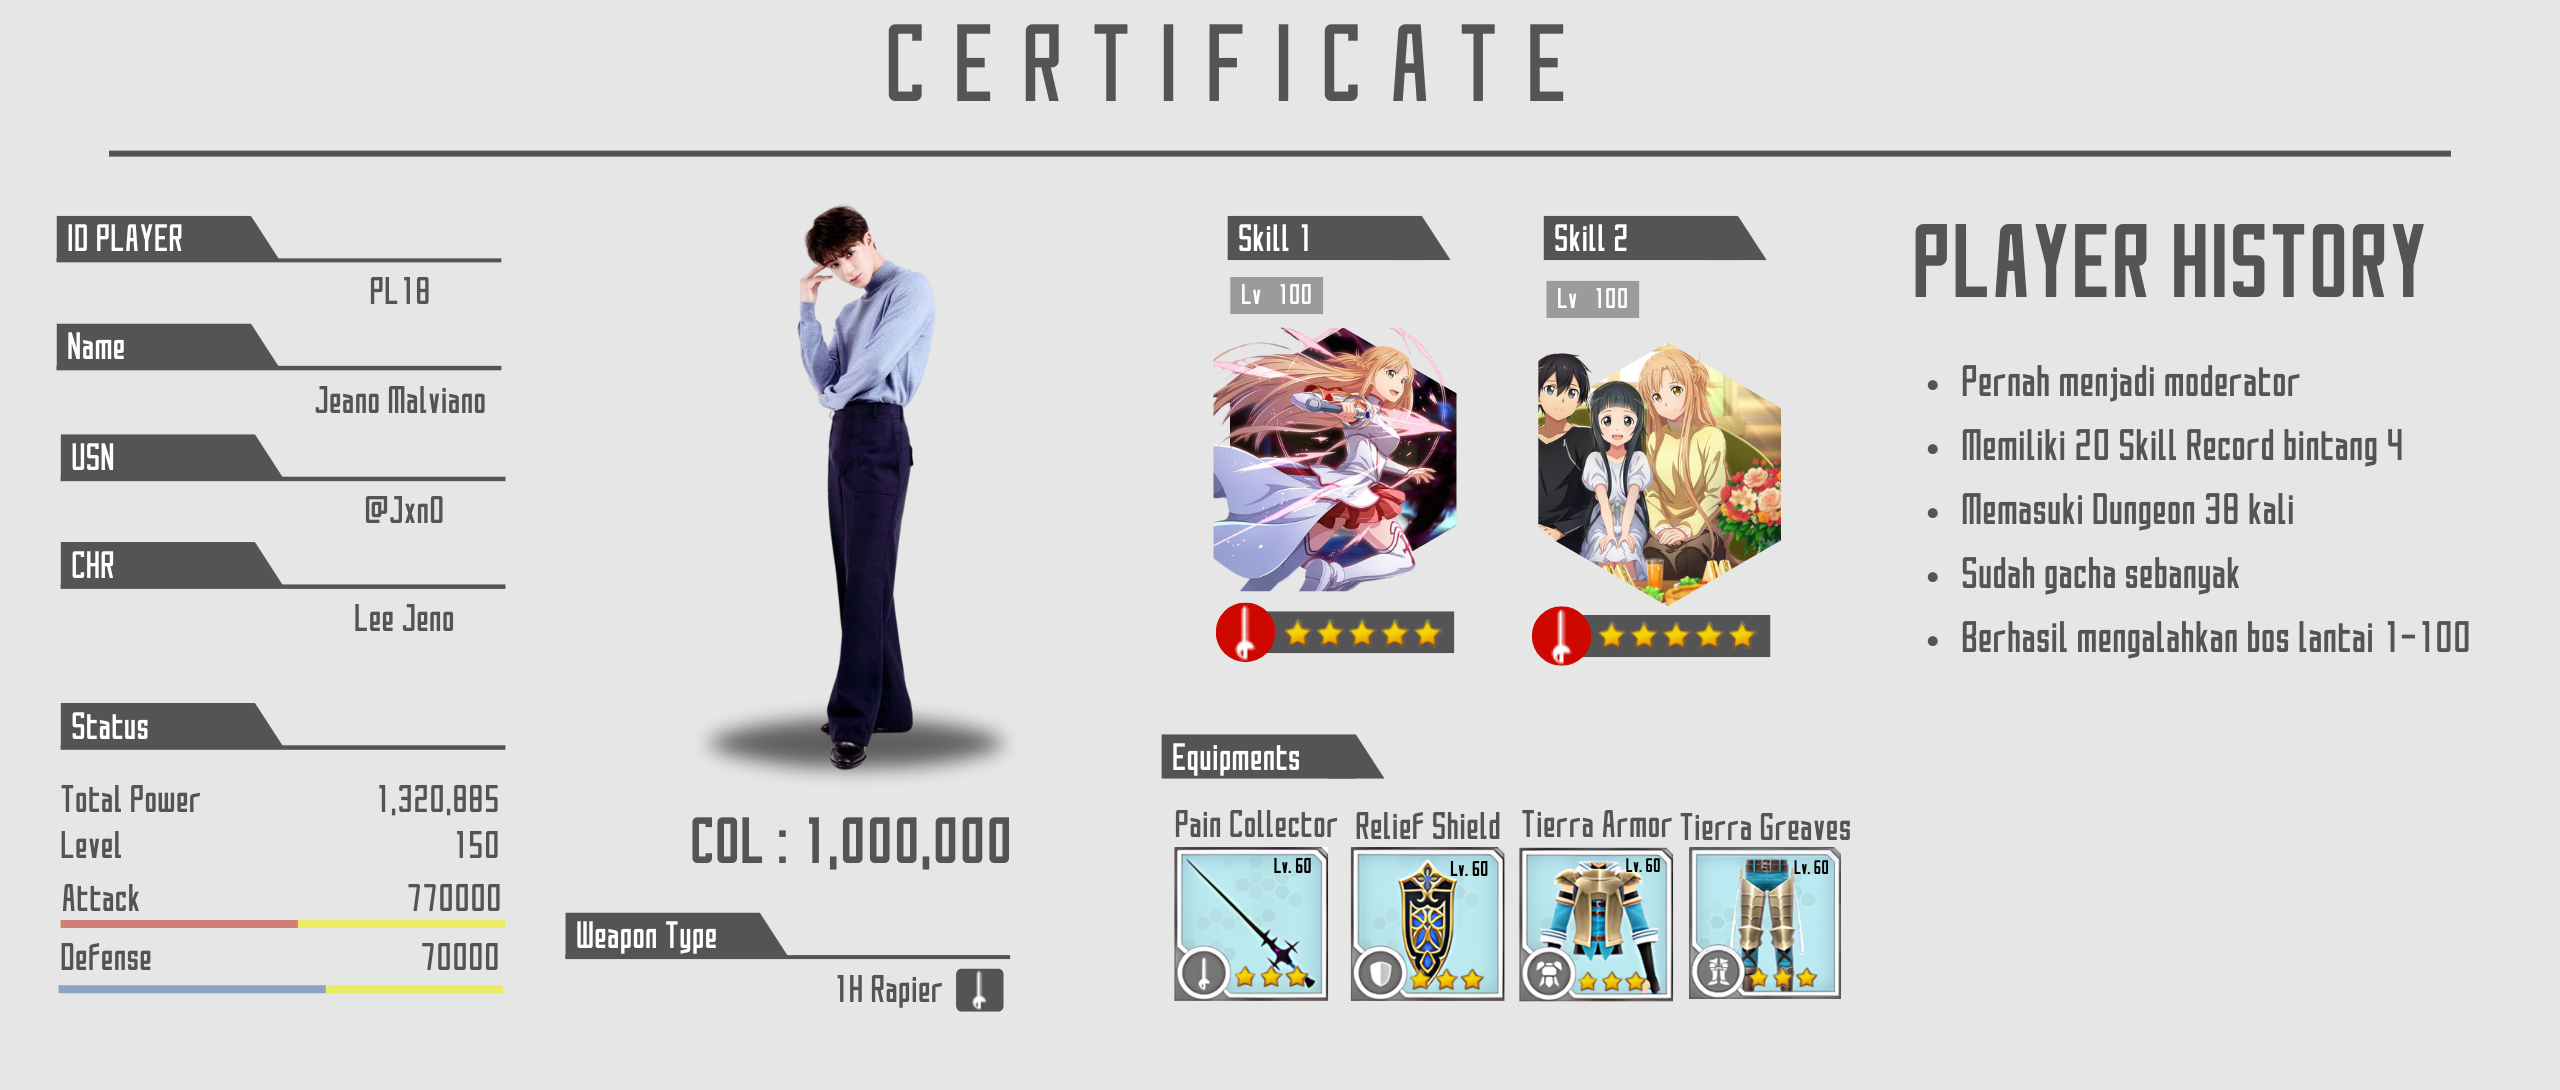 CERTIFICATE
ID PLAYER
PL18
Name
Jeano Malviano
USN
@Jxn0
CHR
Lee Jeno
Status
Total Power 1,320,885
Level 150
Attack 770000
Defense 70000
COL : 1,000,000
Weapon Type
1H Rapier
Skill 1
Lv 100
Skill 2
Lv 100
Equipments
Pain Collector
Lv. 60
Relief Shield
Lv. 60
Tierra Armor
Lv. 60
Tierra Greaves
Lv. 60
PLAYER HISTORY
• Pernah menjadi moderator
• Memiliki 20 Skill Record bintang 4
• Memasuki Dungeon 38 kali
• Sudah gacha sebanyak
• Berhasil mengalahkan bos lantai 1-100